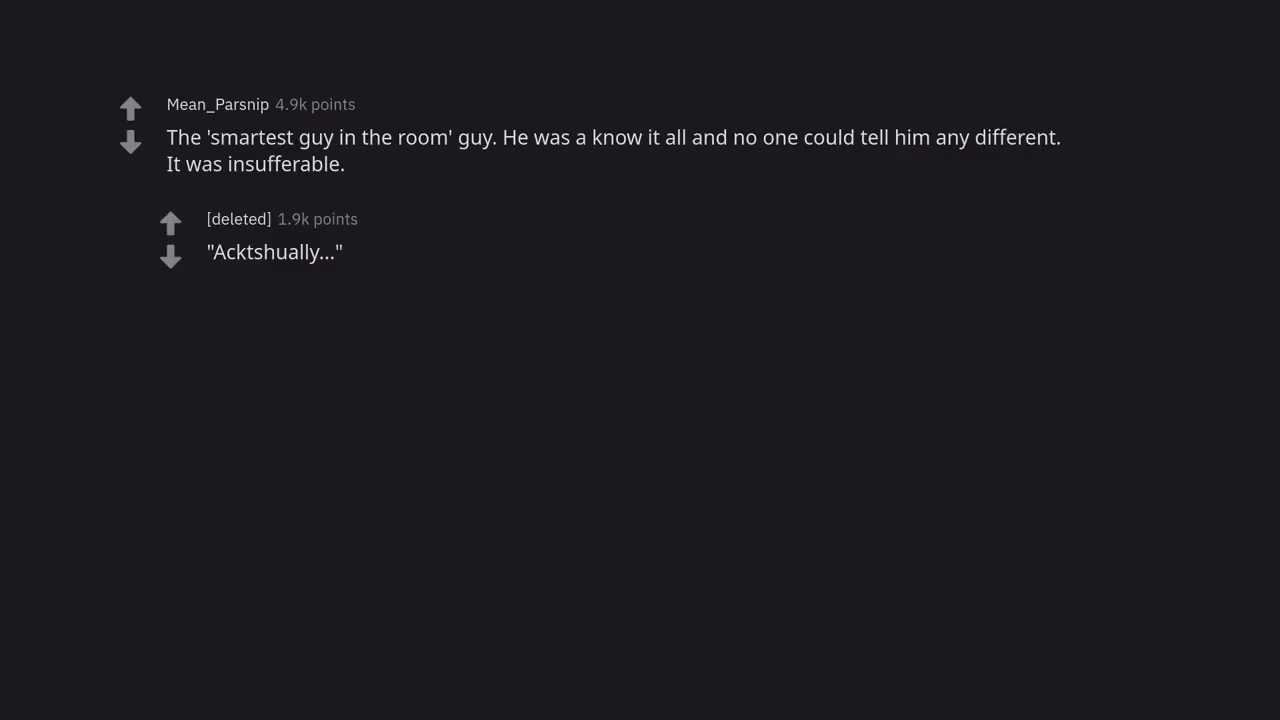 Mean_Parsnip 4.9k points
The 'smartest guy in the room' guy. He was a know it all and no one could tell him any different.
It was insufferable.
[deleted] 1.9k points
"Acktshually..."